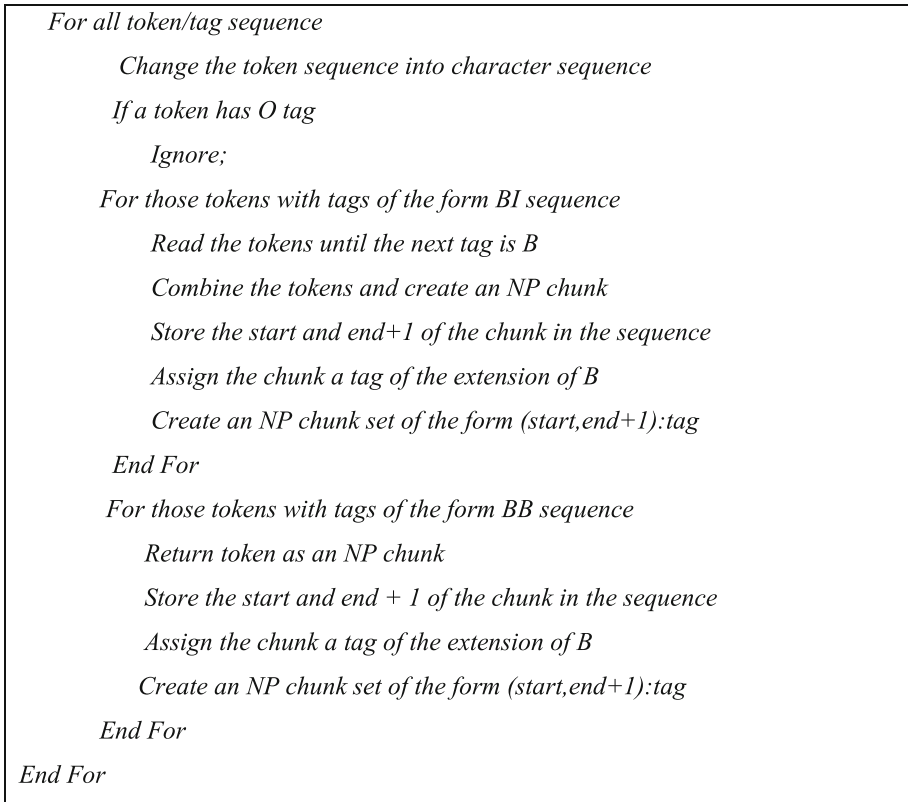 For all token/tag sequence
Change the token sequence into character sequence
If a token has O tag
Ignore;
For those tokens with tags of the form BI sequence
Read the tokens until the next tag is B
Combine the tokens and create an NP chunk
Store the start and end+1 of the chunk in the sequence
Assign the chunk a tag of the extension of B
Create an NP chunk set of the form (start,end+1):tag
End For
For those tokens with tags of the form BB sequence
Return token as an NP chunk
Store the start and end + 1 of the chunk in the sequence
Assign the chunk a tag of the extension of B
Create an NP chunk set of the form (start,end+1):tag
End For
End For